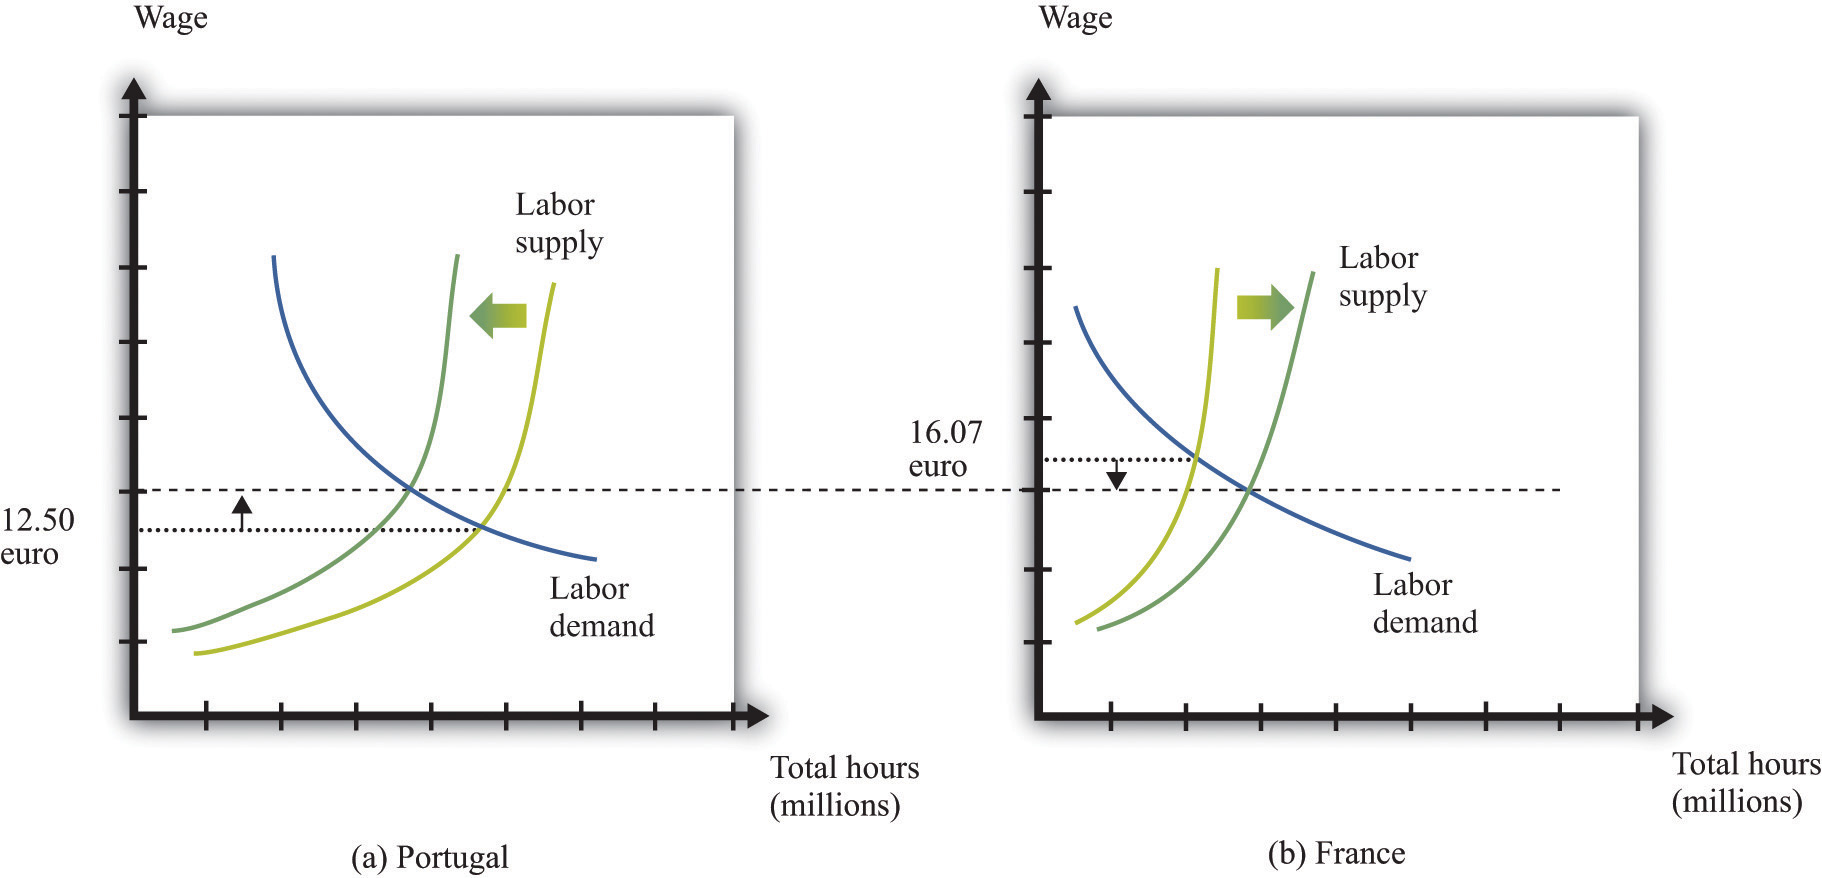 Wage
Labor
supply
12.50
euro
Labor
demand
Total hours
(millions)
(a) Portugal
Wage
Labor
supply
16.07
euro
Labor
demand
Total hours
(millions)
(b) France